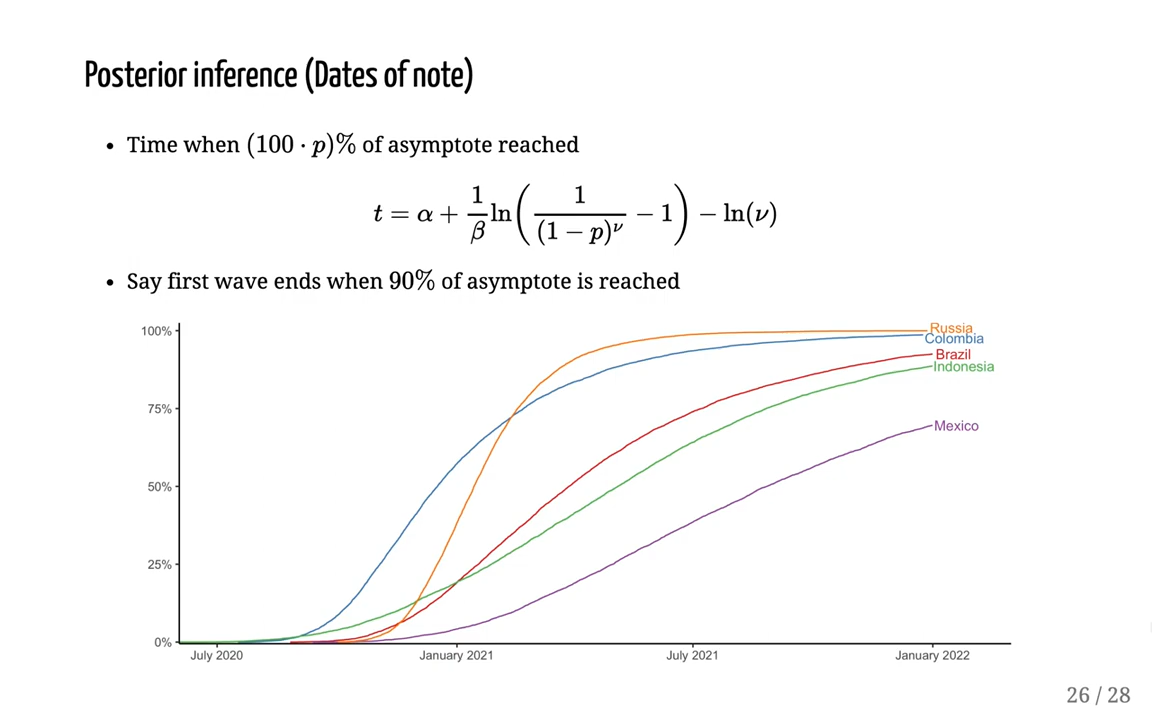 Posterior inference (Dates of note)
• Time when (100 · p)% of asymptote reached
t = α + 1/β ln( 1/(1 − p)^ν − 1 ) − ln(ν)
• Say first wave ends when 90% of asymptote is reached
100%
75%
50%
25%
0%
Russia
Colombia
Brazil
Indonesia
Mexico
July 2020 January 2021 July 2021 January 2022
26 / 28